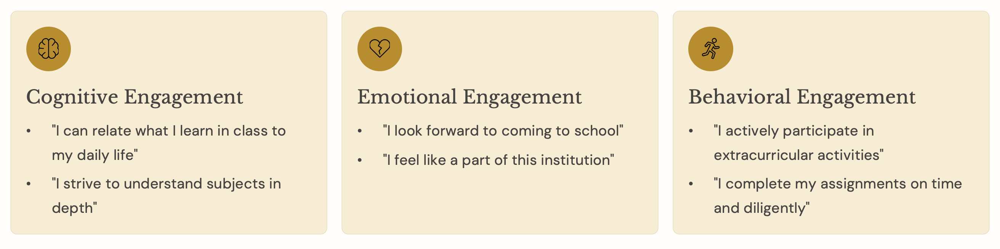 Cognitive Engagement
• "I can relate what I learn in class to
my daily life"
• "I strive to understand subjects in
depth"
Emotional Engagement
• "I look forward to coming to school"
• "I feel like a part of this institution"
Behavioral Engagement
• "I actively participate in
extracurricular activities"
• "I complete my assignments on time
and diligently"